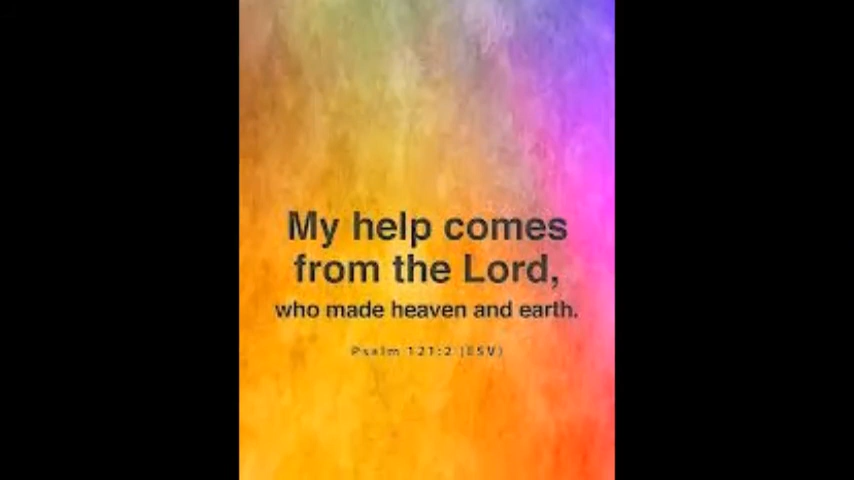 My help comes
from the Lord,
who made heaven and earth.
Psalm 121:2 (ESV)